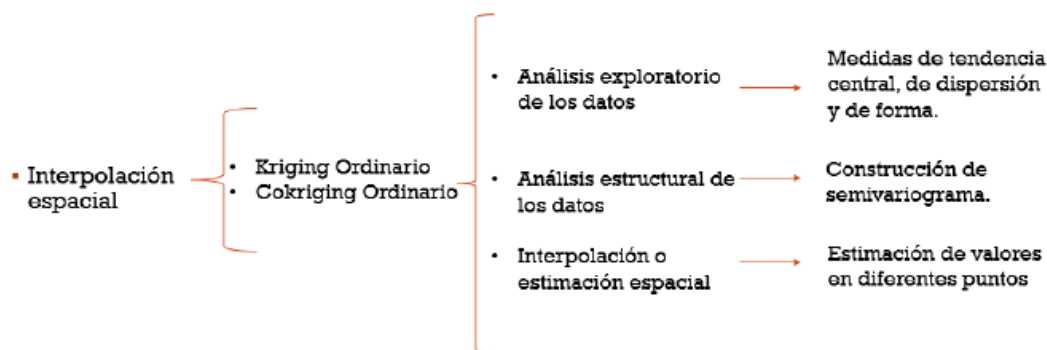 ▪ Interpolación
espacial
• Kriging Ordinario
• Cokriging Ordinario
• Análisis exploratorio
de los datos
Medidas de tendencia
central, de dispersión
y de forma.
• Análisis estructural de
los datos
Construcción de
semivariograma.
• Interpolación o
estimación espacial
Estimación de valores
en diferentes puntos